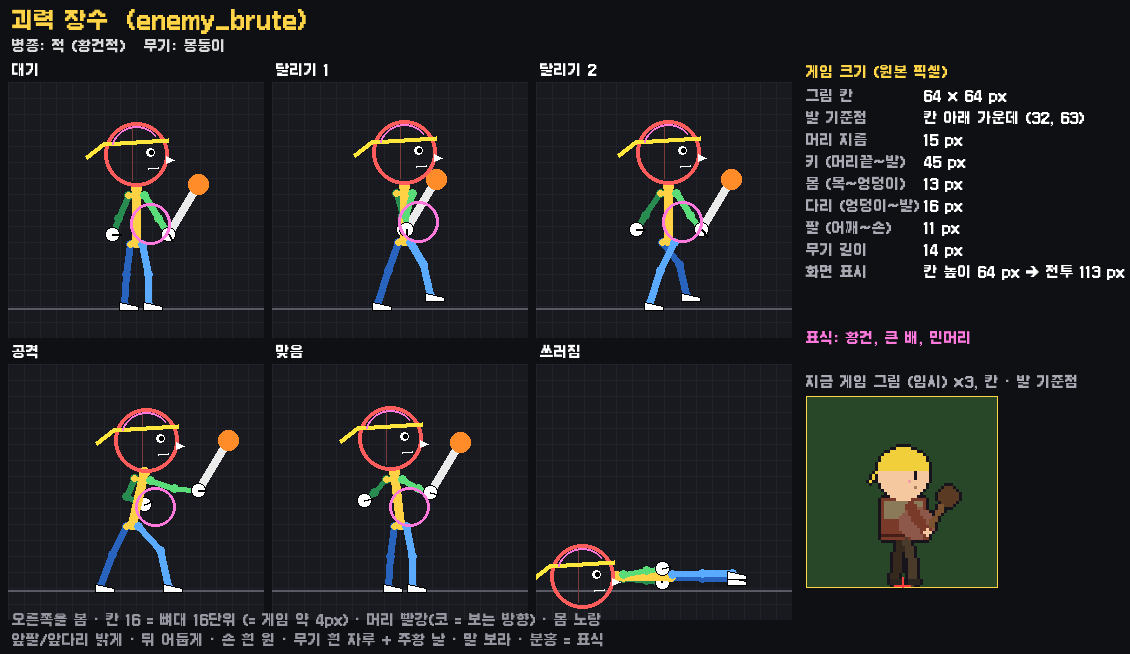 괴력 장수 (enemy_brute)
병종: 적 (황건적) 무기: 몽둥이
대기
달리기 1
달리기 2
공격
맞음
쓰러짐
오른쪽을 봄 · 칸 16 = 뼈대 16단위 (= 게임 약 4px) · 머리 빨강(코 = 보는 방향) · 몸 노랑
앞팔/앞다리 밝게 · 뒤 어둡게 · 손 흰 원 · 무기 흰 자루 + 주황 날 · 말 보라 · 분홍 = 표식
게임 크기 (원본 픽셀)
그림 칸 64 × 64 px
발 기준점 칸 아래 가운데 (32, 63)
머리 지름 15 px
키 (머리끝~발) 45 px
몸 (목~엉덩이) 13 px
다리 (엉덩이~발) 16 px
팔 (어깨~손) 11 px
무기 길이 14 px
화면 표시 칸 높이 64 px → 전투 113 px
표식: 황건, 큰 배, 민머리
지금 게임 그림 (임시) ×3, 칸 · 발 기준점